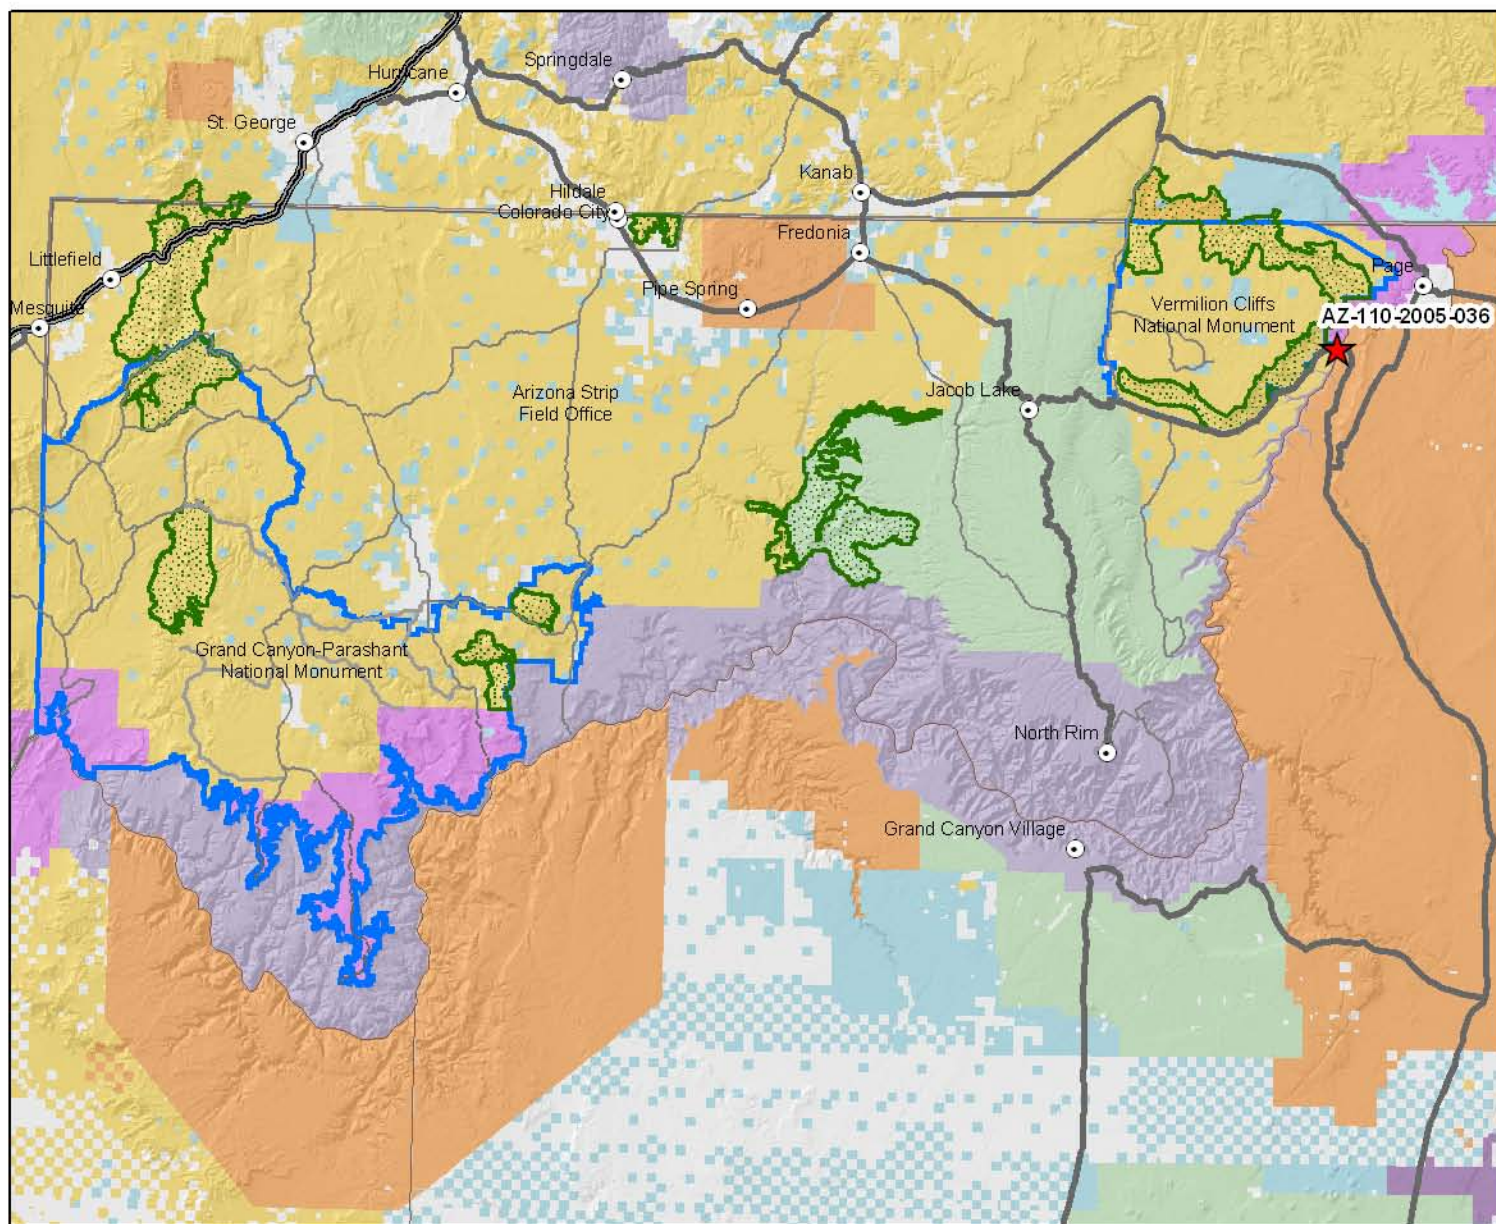 Springdale
Hurricane
St. George
Kanab
Hildale
Colorado City
Fredonia
Littlefield
Page
Pipe Spring
Mesquite
Vermilion Cliffs
National Monument
AZ-110-2005-036
Arizona Strip
Field Office
Jacob Lake
Grand Canyon-Parashant
National Monument
North Rim
Grand Canyon Village